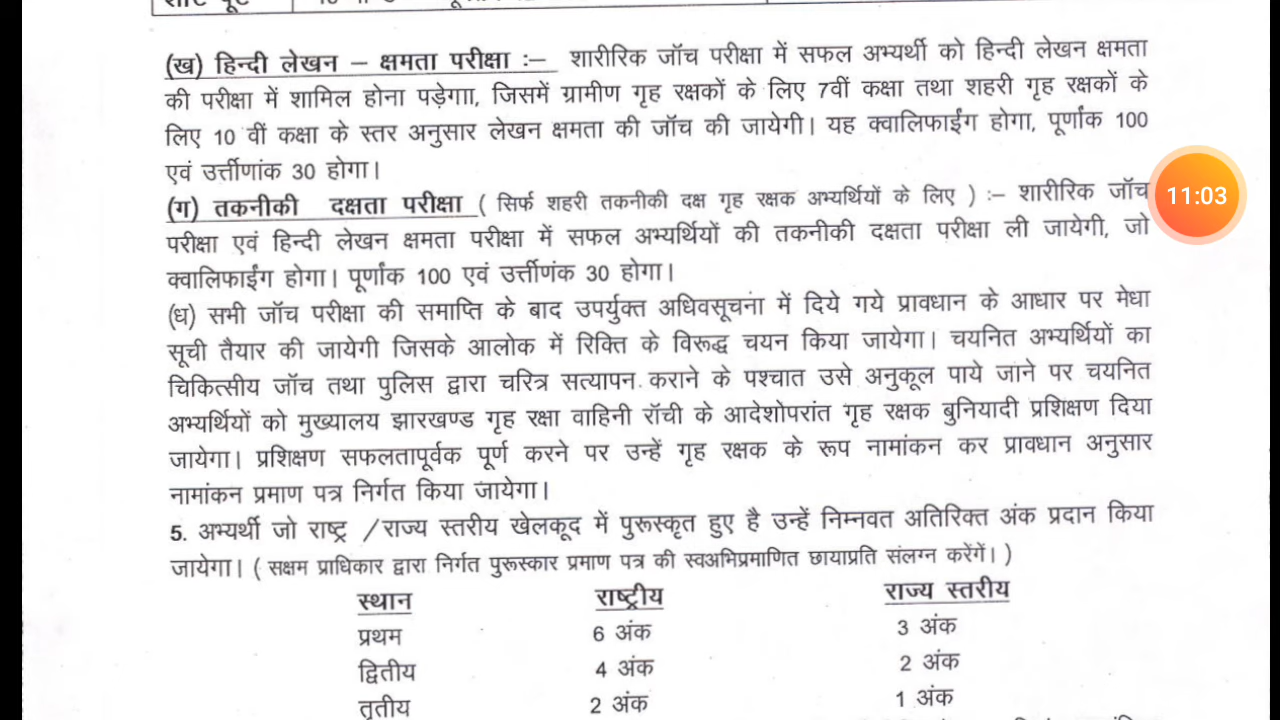 (ख) हिन्दी लेखन – क्षमता परीक्षा :– शारीरिक जॉच परीक्षा में सफल अभ्यर्थी को हिन्दी लेखन क्षमता
की परीक्षा में शामिल होना पड़ेगाा, जिसमें ग्रामीण गृह रक्षकों के लिए 7वीं कक्षा तथा शहरी गृह रक्षकों के
लिए 10 वीं कक्षा के स्तर अनुसार लेखन क्षमता की जॉच की जायेगी। यह क्वालिफाईंग होगा, पूर्णांक 100
एवं उर्त्तीणांक 30 होगा।
(ग) तकनीकी दक्षता परीक्षा ( सिर्फ शहरी तकनीकी दक्ष गृह रक्षक अभ्यर्थियों के लिए ) :– शारीरिक जॉच
11:03
परीक्षा एवं हिन्दी लेखन क्षमता परीक्षा में सफल अभ्यर्थियों की तकनीकी दक्षता परीक्षा ली जायेगी, जो
क्वालिफाईंग होगा। पूर्णांक 100 एवं उर्त्तीणंक 30 होगा।
(ध) सभी जॉच परीक्षा की समाप्ति के बाद उपर्युक्त अधिवसूचना में दिये गये प्रावधान के आधार पर मेधा
सूची तैयार की जायेगी जिसके आलोक में रिक्ति के विरूद्ध चयन किया जायेगा। चयनित अभ्यर्थियों का
चिकित्सीय जॉच तथा पुलिस द्वारा चरित्र सत्यापन कराने के पश्चात उसे अनुकूल पाये जाने पर चयनित
अभ्यर्थियों को मुख्यालय झारखण्ड गृह रक्षा वाहिनी रॉची के आदेशोपरांत गृह रक्षक बुनियादी प्रशिक्षण दिया
जायेगा। प्रशिक्षण सफलतापूर्वक पूर्ण करने पर उन्हें गृह रक्षक के रूप नामांकन कर प्रावधान अनुसार
नामांकन प्रमाण पत्र निर्गत किया जायेगा।
5. अभ्यर्थी जो राष्ट्र /राज्य स्तरीय खेलकूद में पुरूस्कृत हुए है उन्हें निम्नवत अतिरिक्त अंक प्रदान किया
जायेगा। ( सक्षम प्राधिकार द्वारा निर्गत पुरूस्कार प्रमाण पत्र की स्वअभिप्रमाणित छायाप्रति संलग्न करेंगें। )
स्थान राष्ट्रीय राज्य स्तरीय
प्रथम 6 अंक 3 अंक
द्वितीय 4 अंक 2 अंक
तृतीय 2 अंक 1 अंक